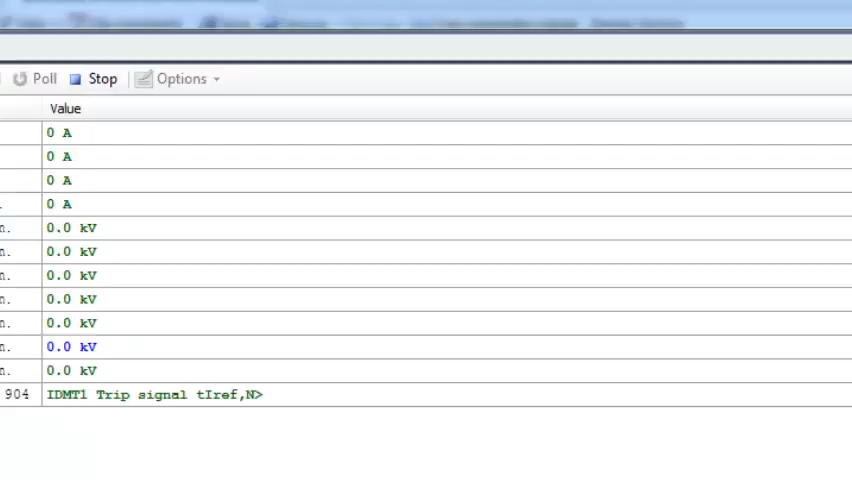 Poll Stop Options
Value
0 A
0 A
0 A
. 0 A
n. 0.0 kV
n. 0.0 kV
n. 0.0 kV
n. 0.0 kV
n. 0.0 kV
n. 0.0 kV
n. 0.0 kV
904 IDMT1 Trip signal tIref,N>